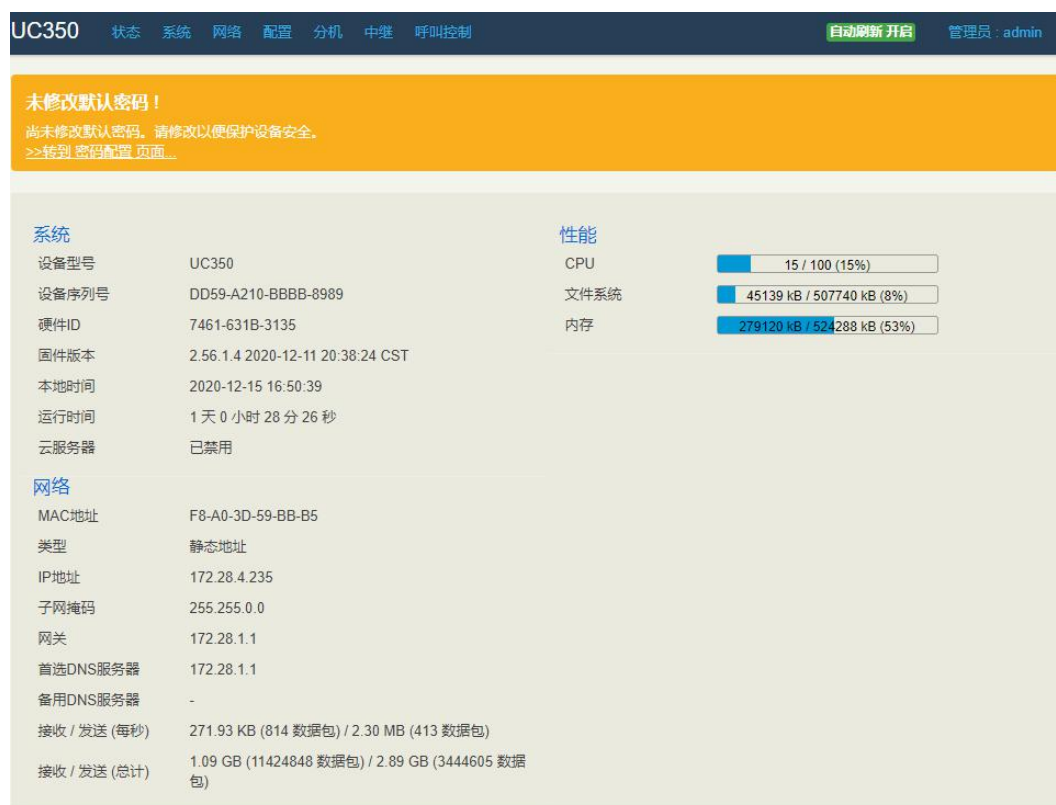 UC350 状态 系统 网络 配置 分机 中继 呼叫控制 自动刷新 开启 管理员 : admin
未修改默认密码！
尚未修改默认密码。请修改以便保护设备安全。
>>转到 密码配置 页面...
系统
设备型号 UC350
设备序列号 DD59-A210-BBBB-8989
硬件ID 7461-631B-3135
固件版本 2.56.1.4 2020-12-11 20:38:24 CST
本地时间 2020-12-15 16:50:39
运行时间 1 天 0 小时 28 分 26 秒
云服务器 已禁用
网络
MAC地址 F8-A0-3D-59-BB-B5
类型 静态地址
IP地址 172.28.4.235
子网掩码 255.255.0.0
网关 172.28.1.1
首选DNS服务器 172.28.1.1
备用DNS服务器 -
接收 / 发送 (每秒) 271.93 KB (814 数据包) / 2.30 MB (413 数据包)
接收 / 发送 (总计) 1.09 GB (11424848 数据包) / 2.89 GB (3444605 数据
包)
性能
CPU 15 / 100 (15%)
文件系统 45139 kB / 507740 kB (8%)
内存 279120 kB / 524288 kB (53%)